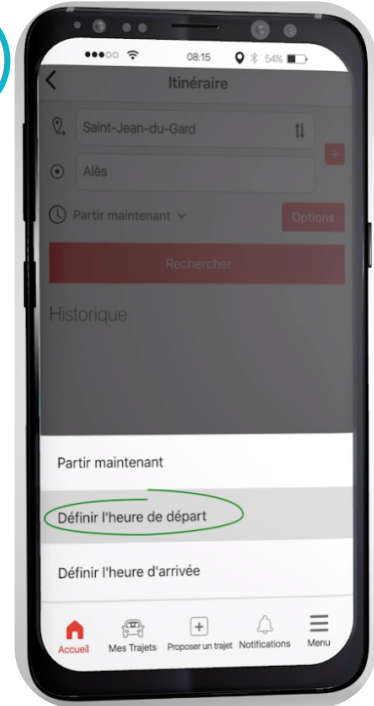 08:15 54%
Itinéraire
Saint-Jean-du-Gard
Alès
Partir maintenant
Options
Rechercher
Historique
Partir maintenant
Définir l'heure de départ
Définir l'heure d'arrivée
Accueil Mes Trajets Proposer un trajet Notifications Menu